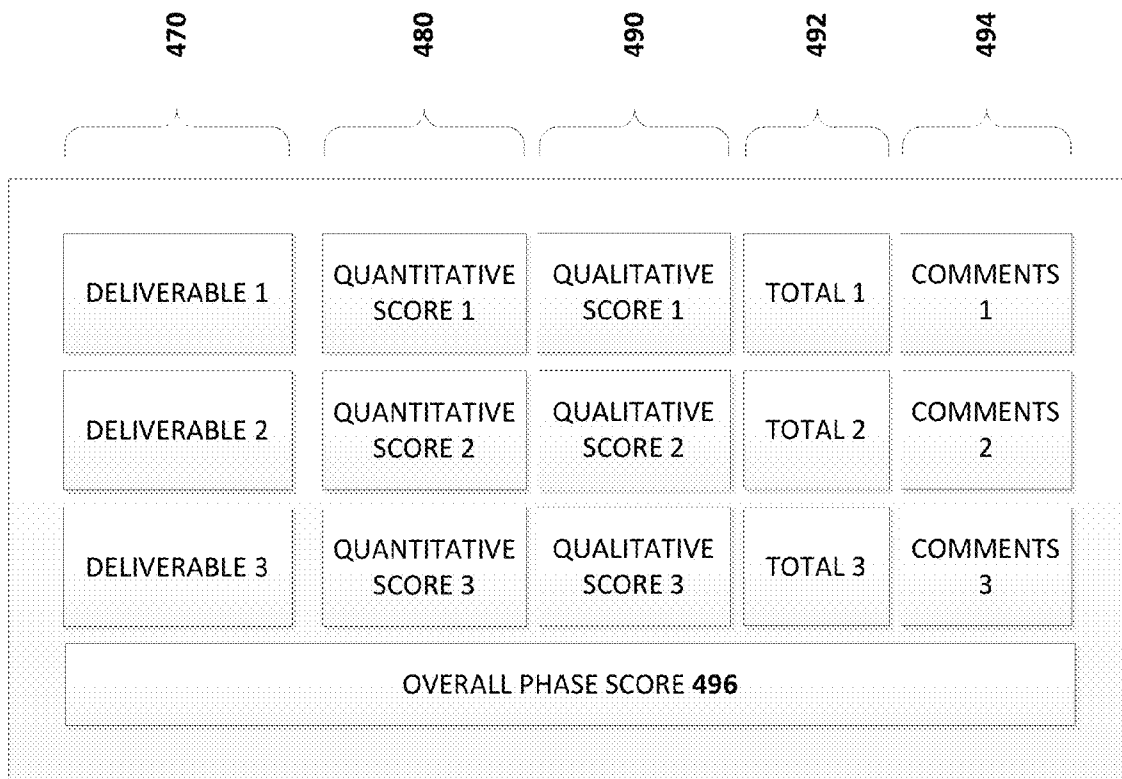 470
480
490
492
494
DELIVERABLE 1
QUANTITATIVE
SCORE 1
QUALITATIVE
SCORE 1
TOTAL 1
COMMENTS
1
DELIVERABLE 2
QUANTITATIVE
SCORE 2
QUALITATIVE
SCORE 2
TOTAL 2
COMMENTS
2
DELIVERABLE 3
QUANTITATIVE
SCORE 3
QUALITATIVE
SCORE 3
TOTAL 3
COMMENTS
3
OVERALL PHASE SCORE 496